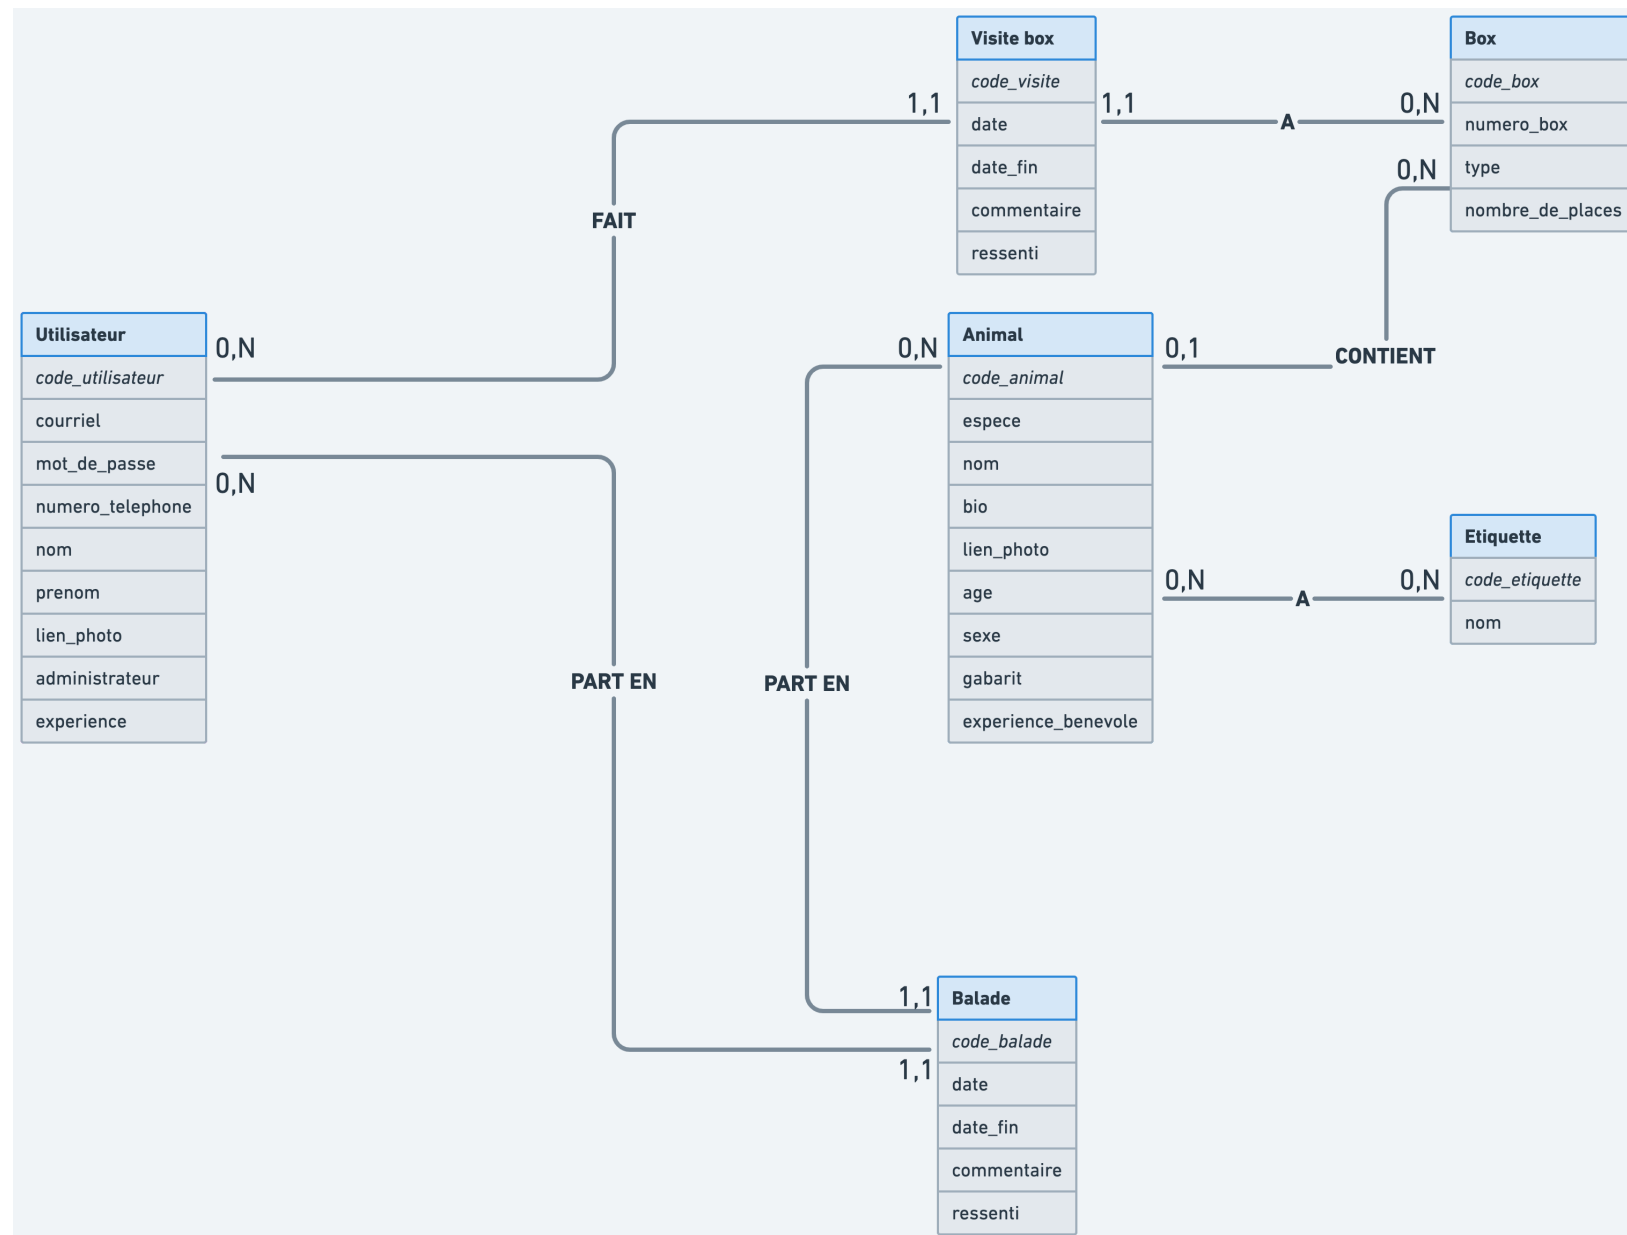 Visite box
code_visite
date
date_fin
commentaire
ressenti
Box
code_box
numero_box
type
nombre_de_places
1,1
1,1
A
0,N
0,N
FAIT
Utilisateur
code_utilisateur
courriel
mot_de_passe
numero_telephone
nom
prenom
lien_photo
administrateur
experience
0,N
0,N
0,N
Animal
code_animal
espece
nom
bio
lien_photo
age
sexe
gabarit
experience_benevole
0,1
CONTIENT
0,N
A
0,N
Etiquette
code_etiquette
nom
PART EN
PART EN
1,1
1,1
Balade
code_balade
date
date_fin
commentaire
ressenti